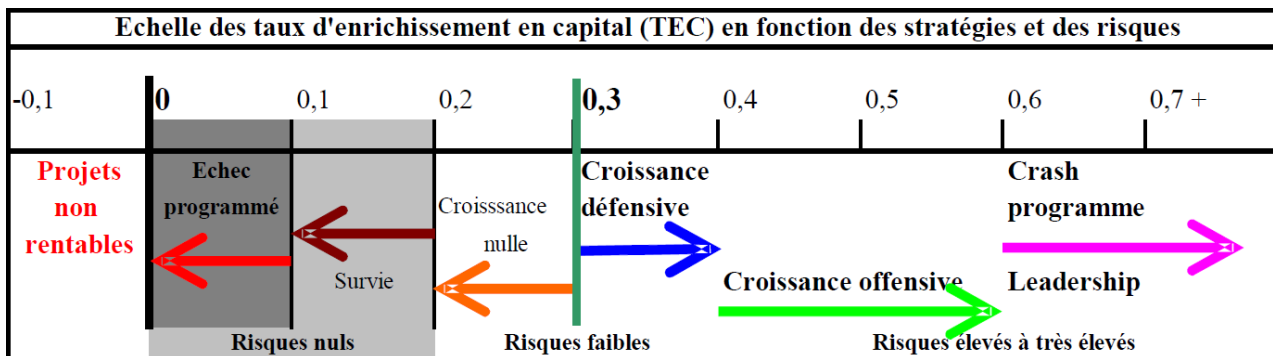 Echelle des taux d'enrichissement en capital (TEC) en fonction des stratégies et des risques
-0,1 0 0,1 0,2 0,3 0,4 0,5 0,6 0,7 +
Projets
non
rentables
Echec
programmé
Survie
Croisssance
nulle
Croissance
défensive
Croissance offensive
Crash
programme
Leadership
Risques nuls
Risques faibles
Risques élevés à très élevés